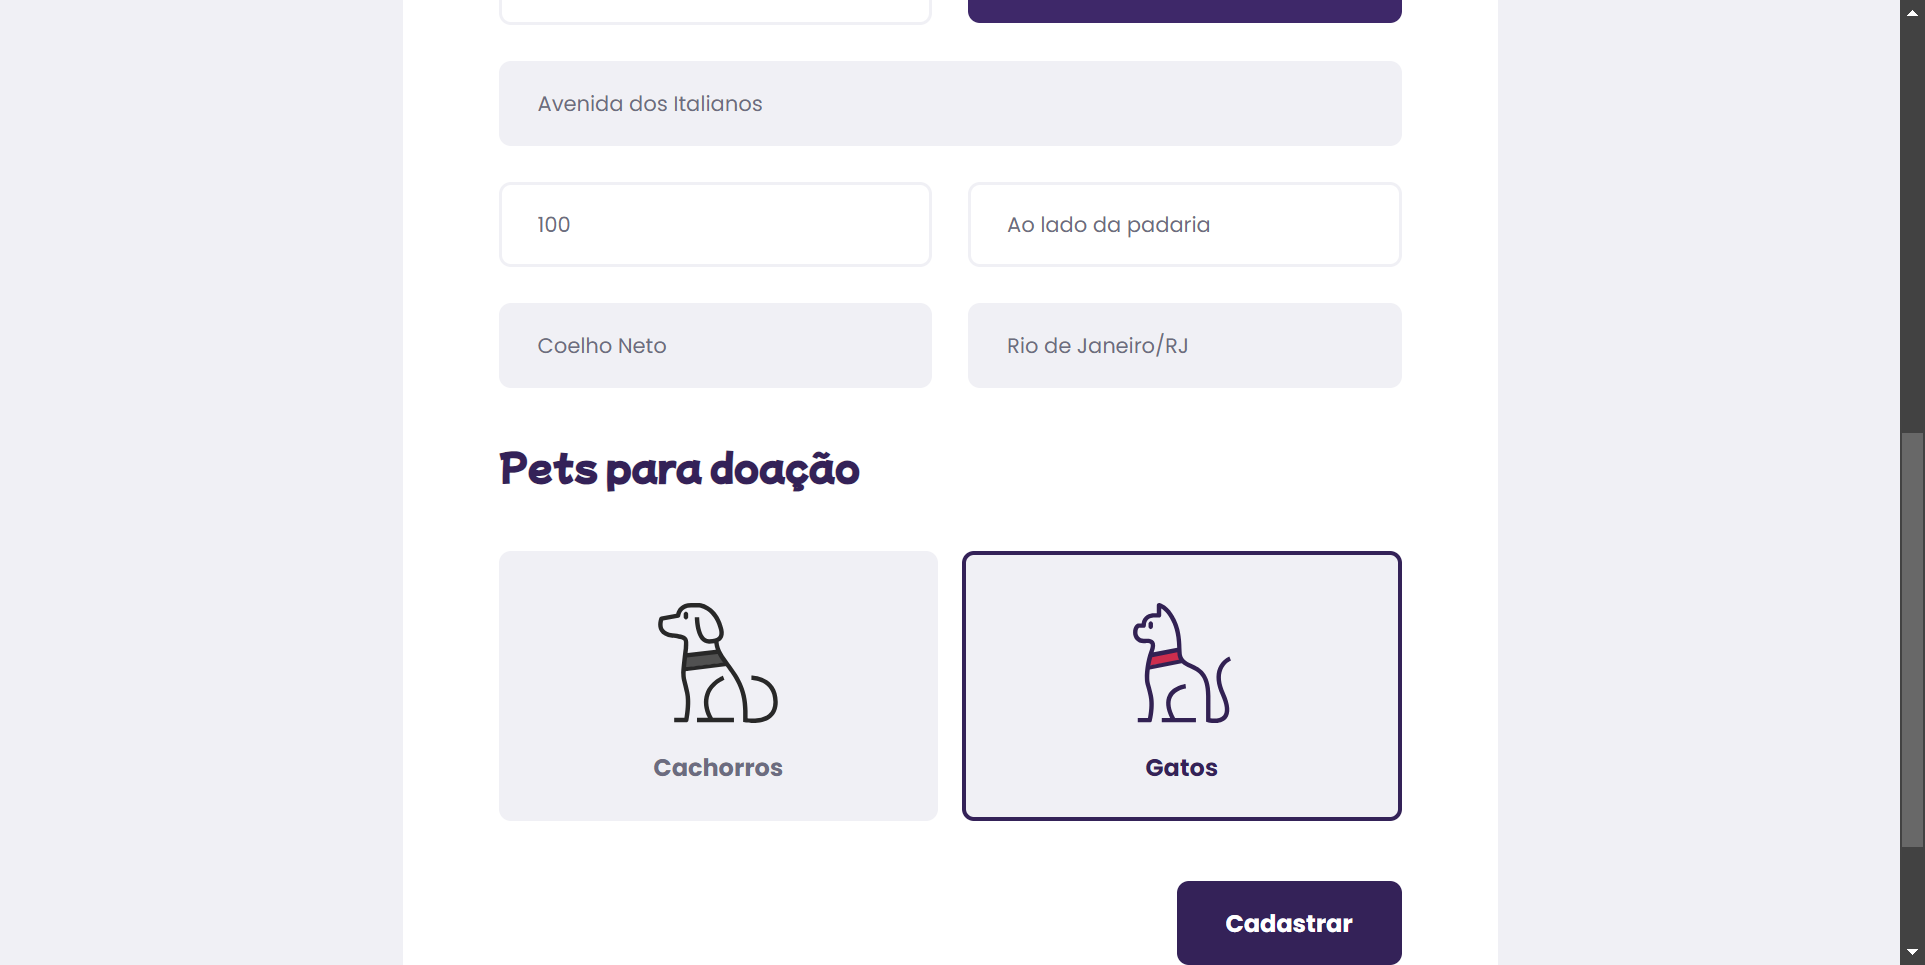 Avenida dos Italianos
100
Ao lado da padaria
Coelho Neto
Rio de Janeiro/RJ
Pets para doação
Cachorros
Gatos
Cadastrar